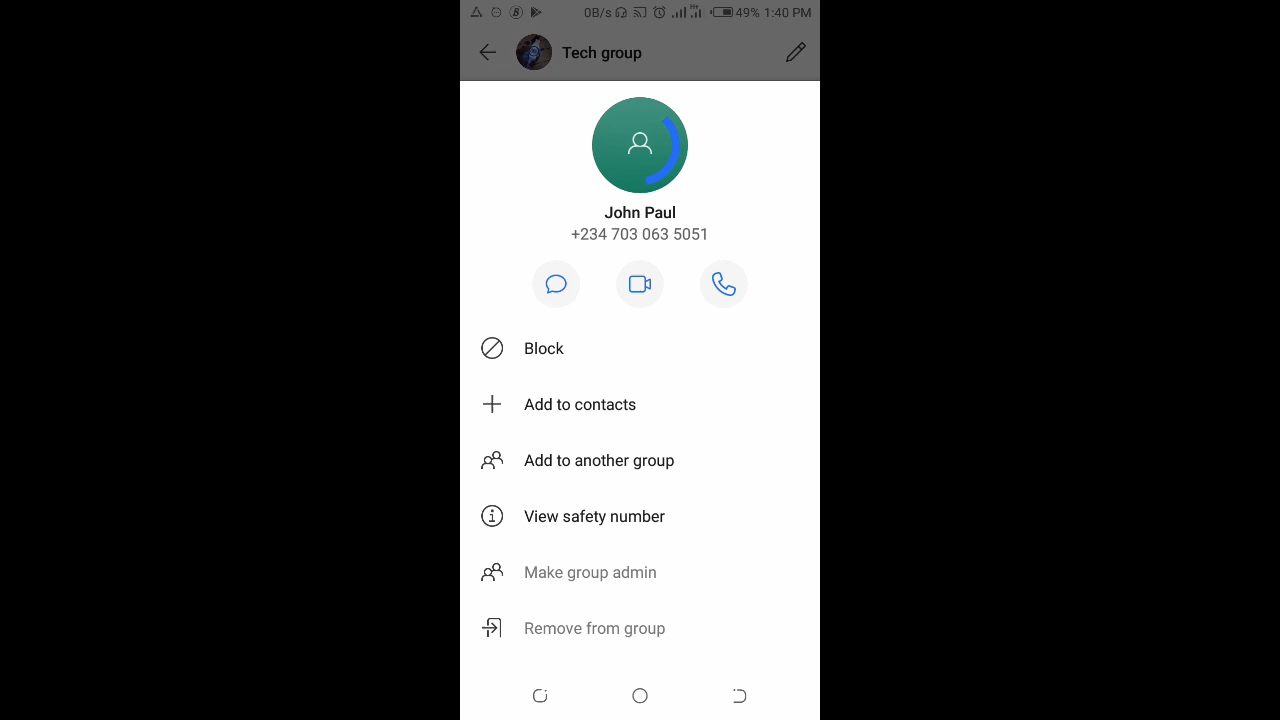 0B/s H+ 49% 1:40 PM
Tech group
John Paul
+234 703 063 5051
Block
Add to contacts
Add to another group
View safety number
Make group admin
Remove from group